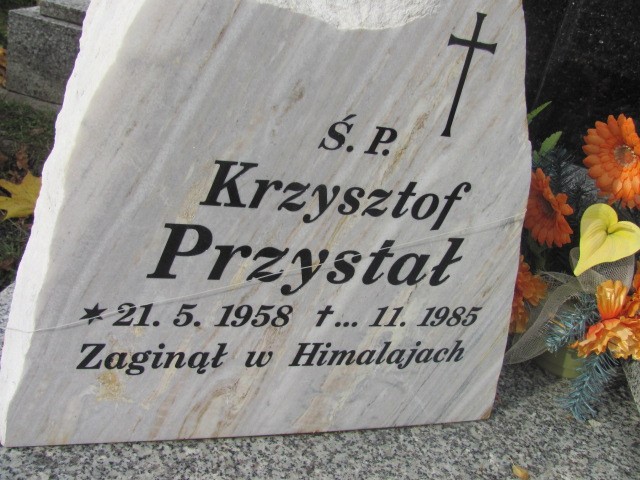 Ś. P.
Krzysztof
Przystał
* 21. 5. 1958 †... 11. 1985
Zaginął w Himalajach